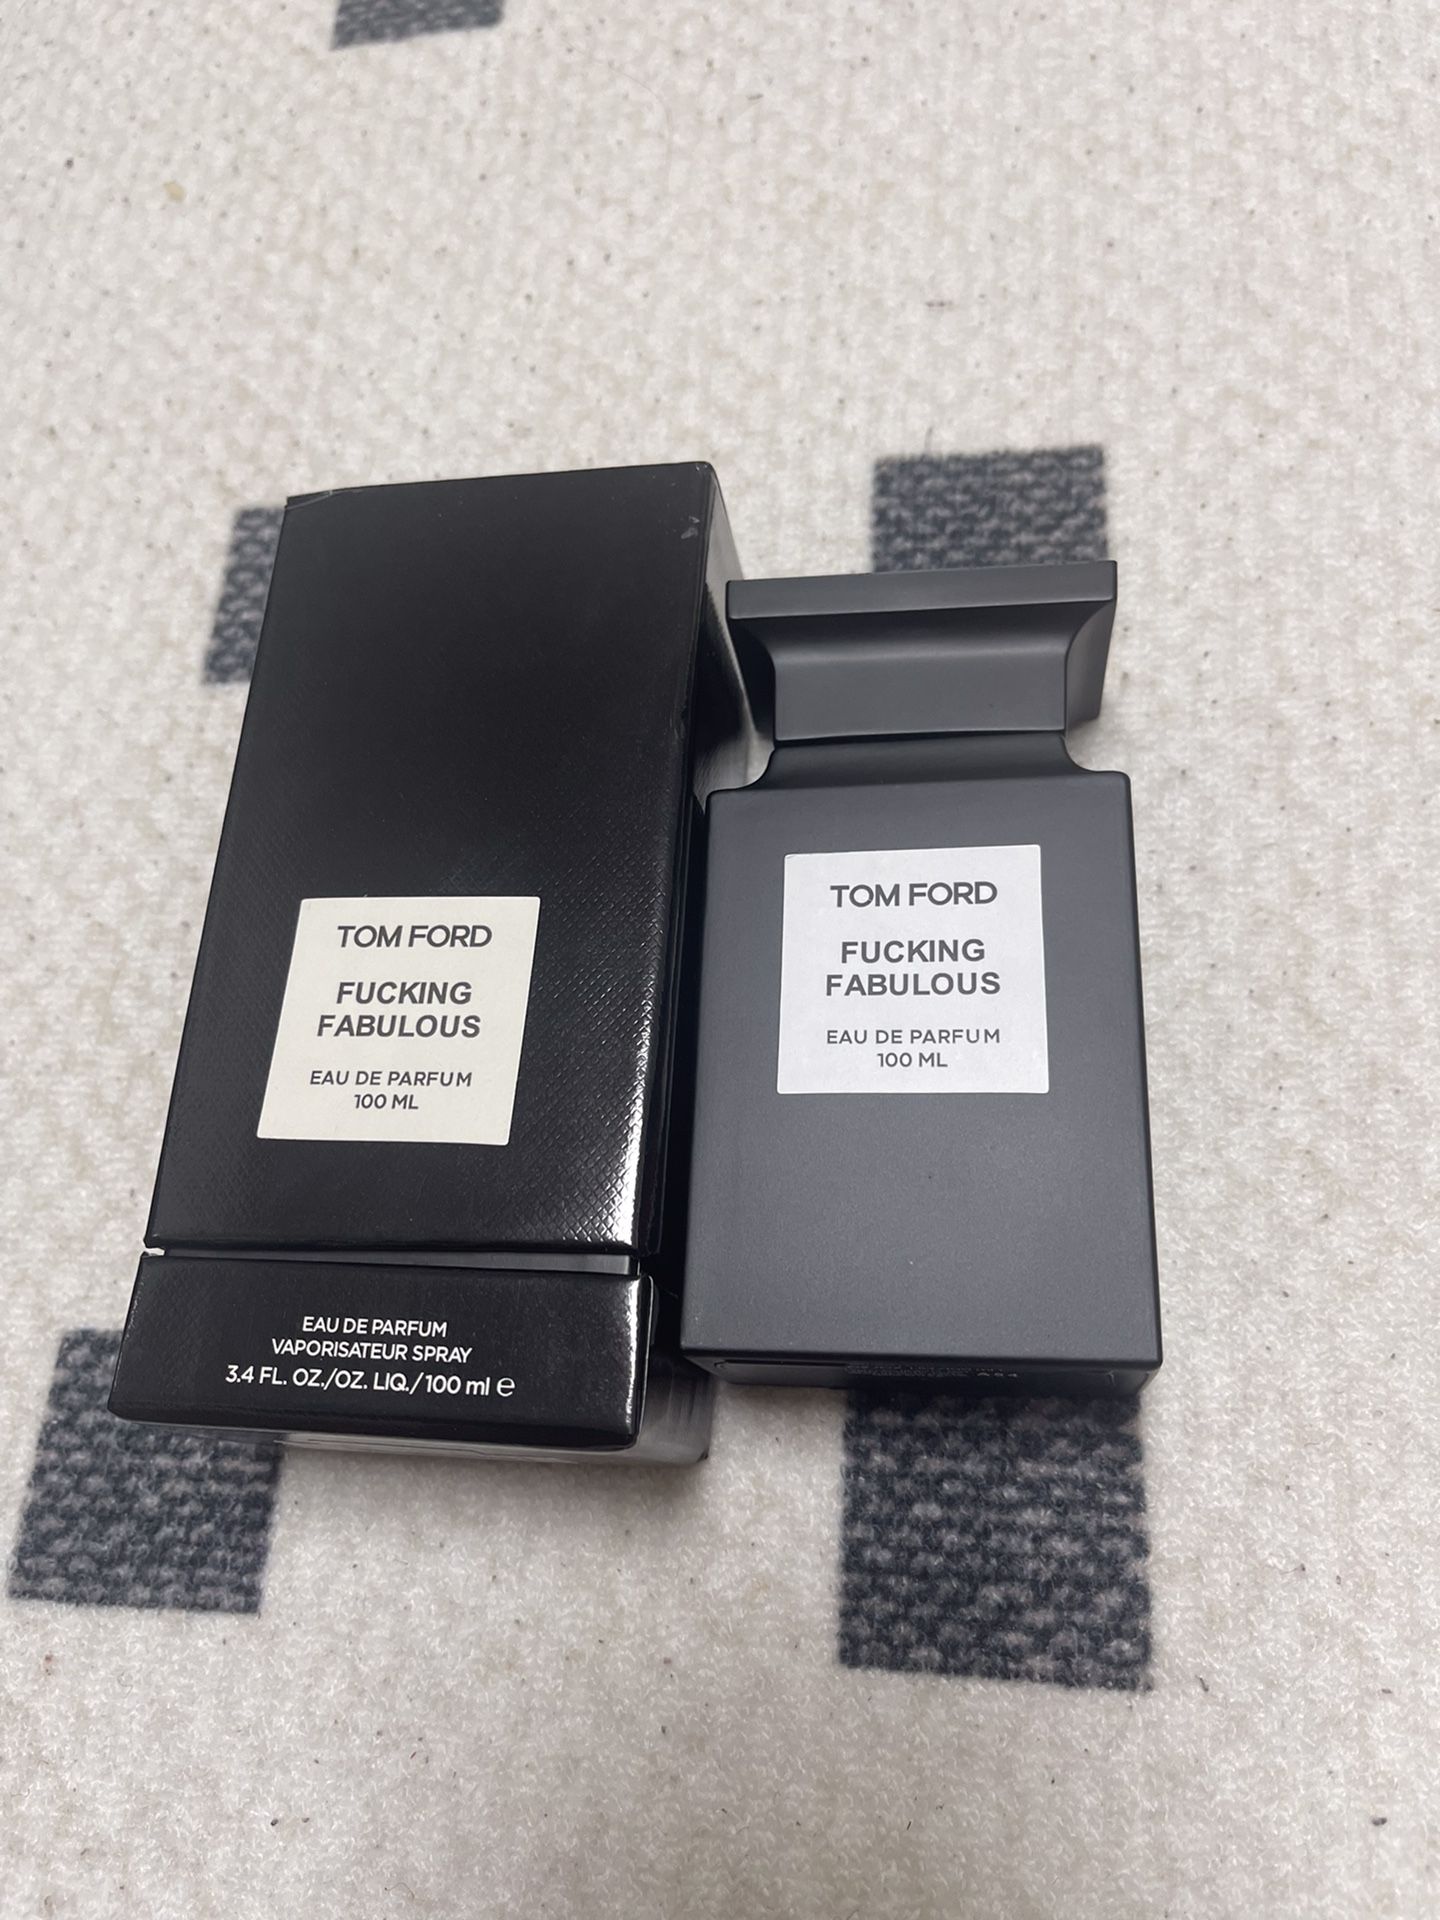 TOM FORD
FUCKING
FABULOUS
EAU DE PARFUM
100 ML
EAU DE PARFUM
VAPORISATEUR SPRAY
3.4 FL. OZ./OZ. LIQ./100 ml ℮
TOM FORD
FUCKING
FABULOUS
EAU DE PARFUM
100 ML